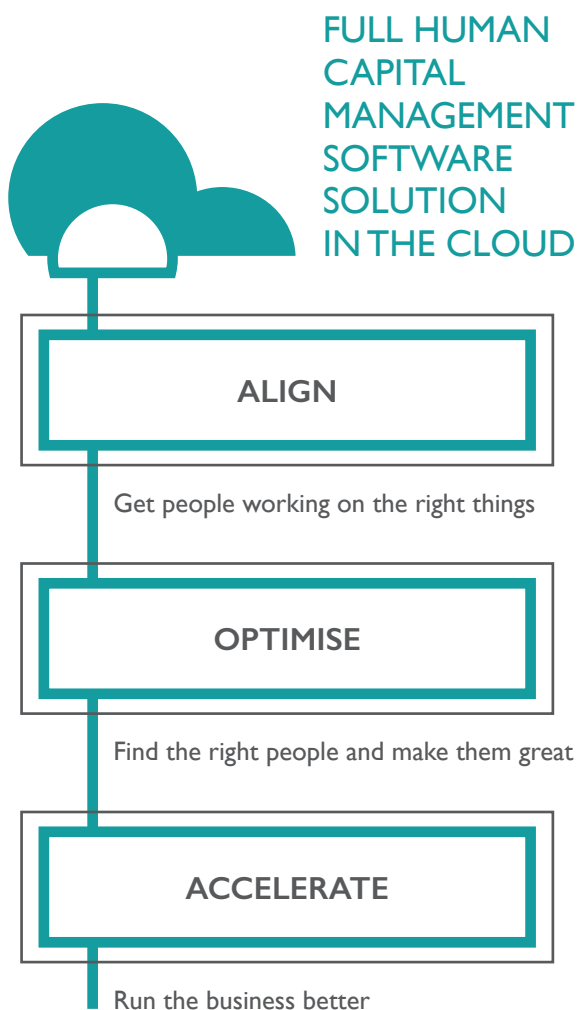 FULL HUMAN
CAPITAL
MANAGEMENT
SOFTWARE
SOLUTION
IN THE CLOUD
ALIGN
Get people working on the right things
OPTIMISE
Find the right people and make them great
ACCELERATE
Run the business better